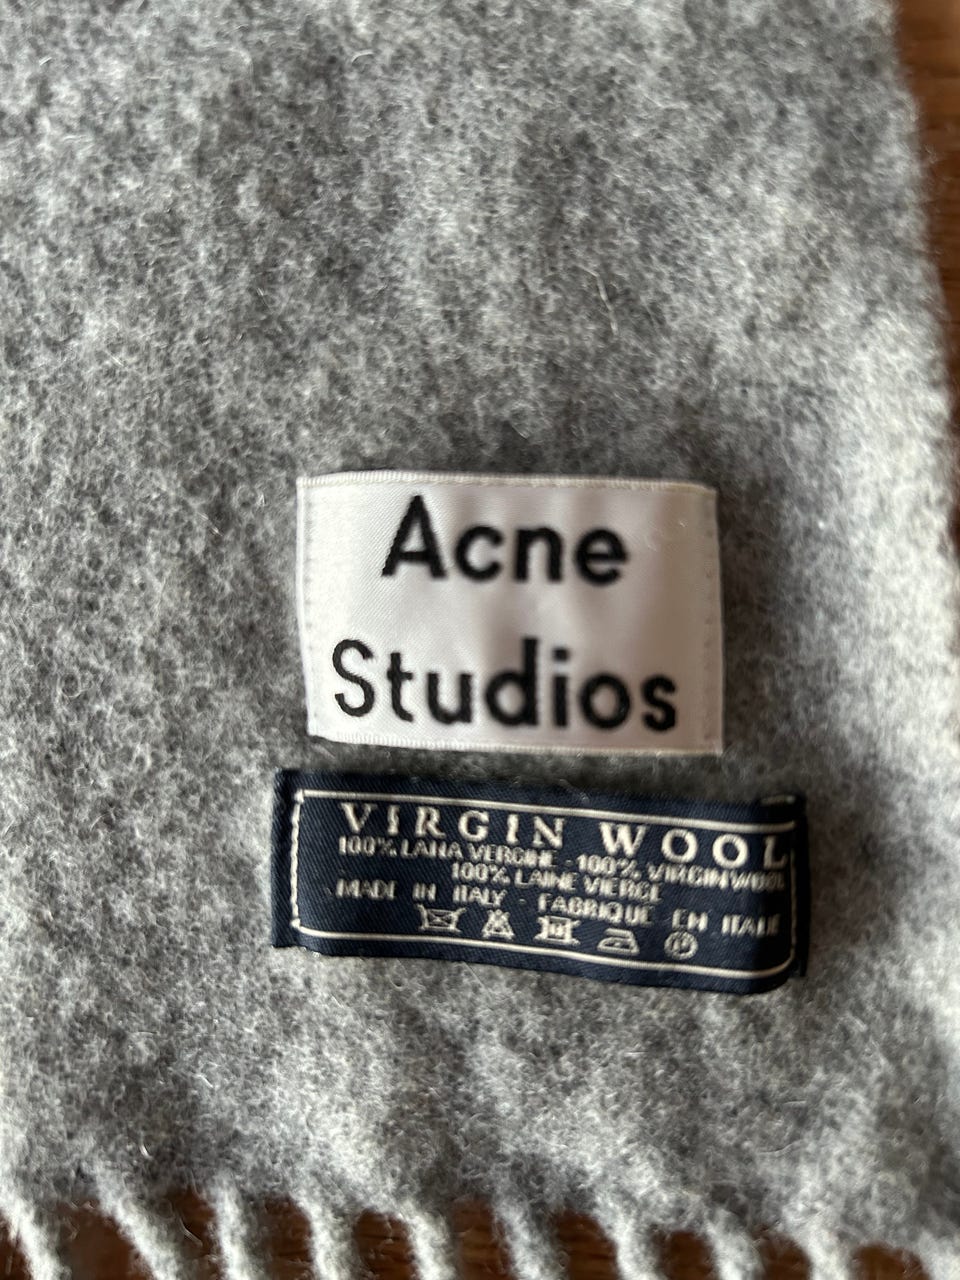 Acne
Studios
VIRGIN WOOL
100% LANA VERGINE - 100% VIRGIN WOOL
100% LAINE VIERGE
MADE IN ITALY - FABRIQUE EN ITALIE